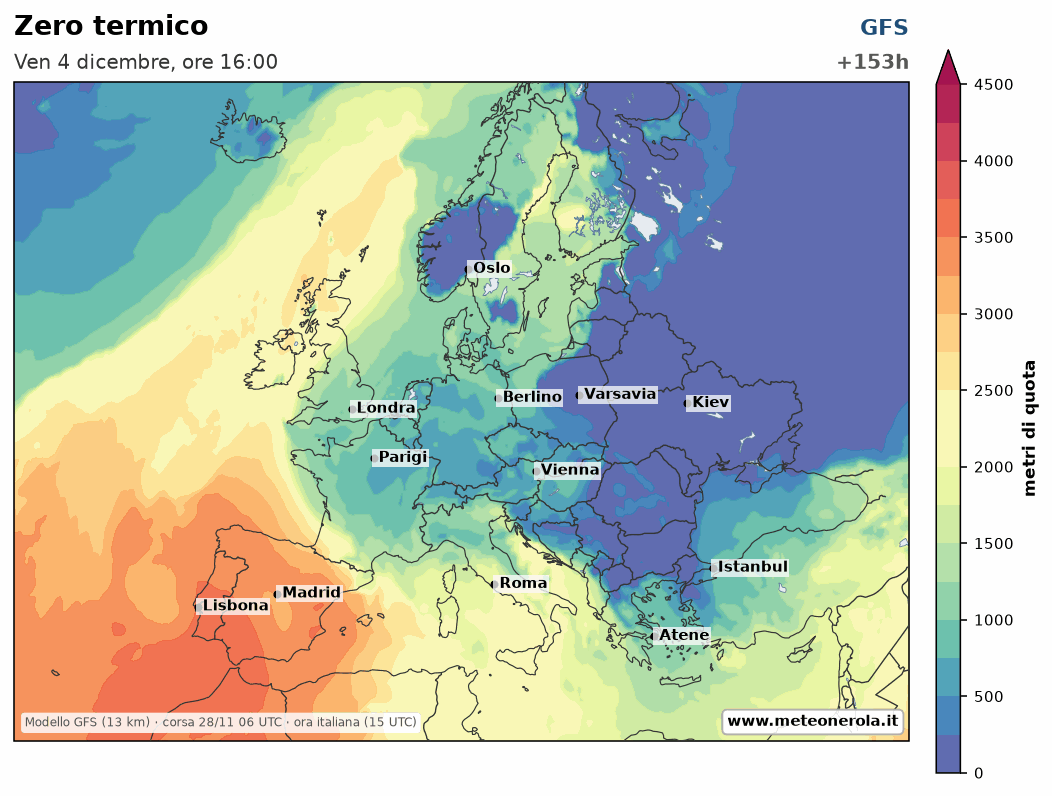 Zero termico
GFS
Ven 4 dicembre, ore 16:00
+153h
4500
4000
3500
3000
2500
2000
1500
1000
500
0
metri di quota
Oslo
Berlino
Varsavia
Kiev
Londra
Parigi
Vienna
Istanbul
Roma
Madrid
Lisbona
Atene
Modello GFS (13 km) · corsa 28/11 06 UTC · ora italiana (15 UTC)
www.meteonerola.it